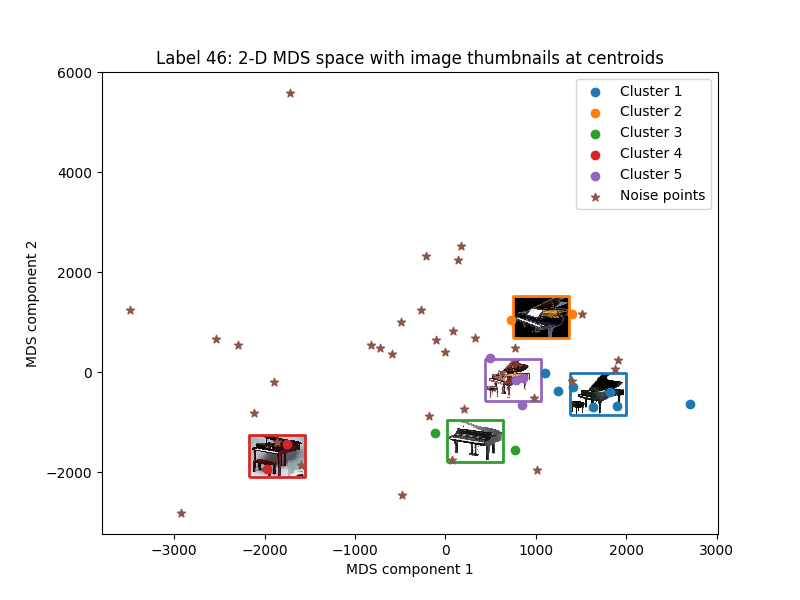 Label 46: 2-D MDS space with image thumbnails at centroids
6000
4000
2000
0
−2000
MDS component 2
Cluster 1
Cluster 2
Cluster 3
Cluster 4
Cluster 5
Noise points
−3000 −2000 −1000 0 1000 2000 3000
MDS component 1